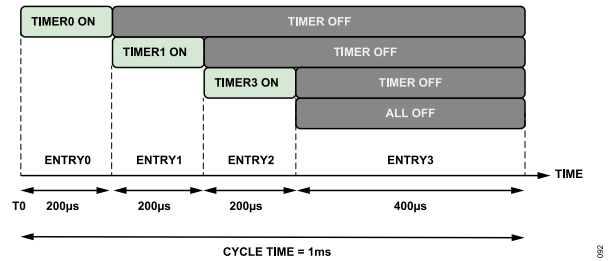 TIMER0 ON TIMER OFF
TIMER1 ON TIMER OFF
TIMER3 ON TIMER OFF
ALL OFF
ENTRY0 ENTRY1 ENTRY2 ENTRY3
TIME
T0 200µs 200µs 200µs 400µs
CYCLE TIME = 1ms
092